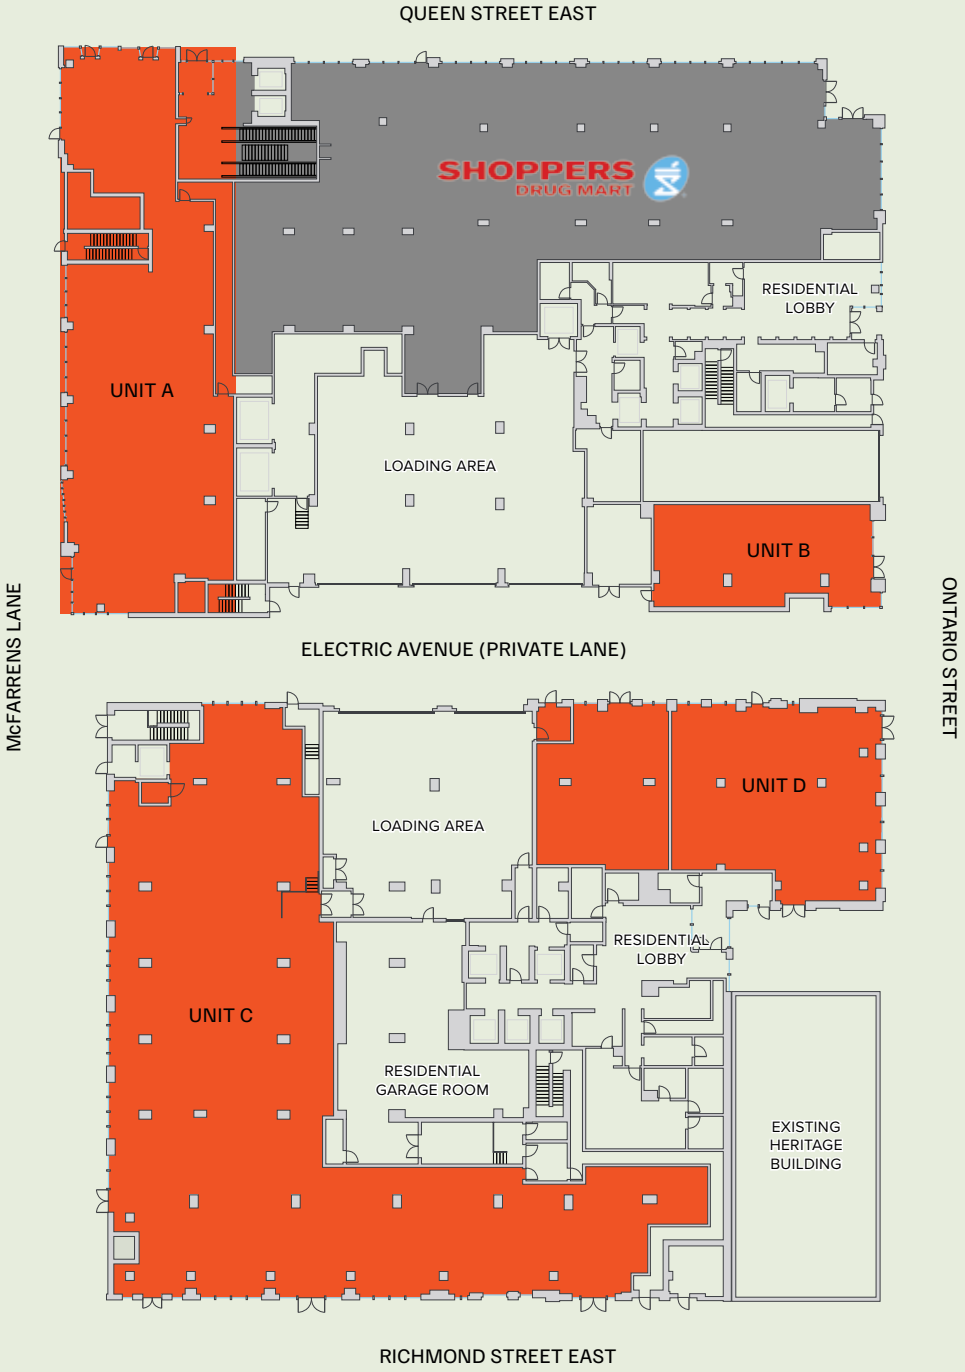 QUEEN STREET EAST
SHOPPERS
DRUG MART
RESIDENTIAL
LOBBY
UNIT A
LOADING AREA
UNIT B
McFARRENS LANE
ONTARIO STREET
ELECTRIC AVENUE (PRIVATE LANE)
UNIT D
LOADING AREA
RESIDENTIAL
LOBBY
UNIT C
RESIDENTIAL
GARAGE ROOM
EXISTING
HERITAGE
BUILDING
RICHMOND STREET EAST